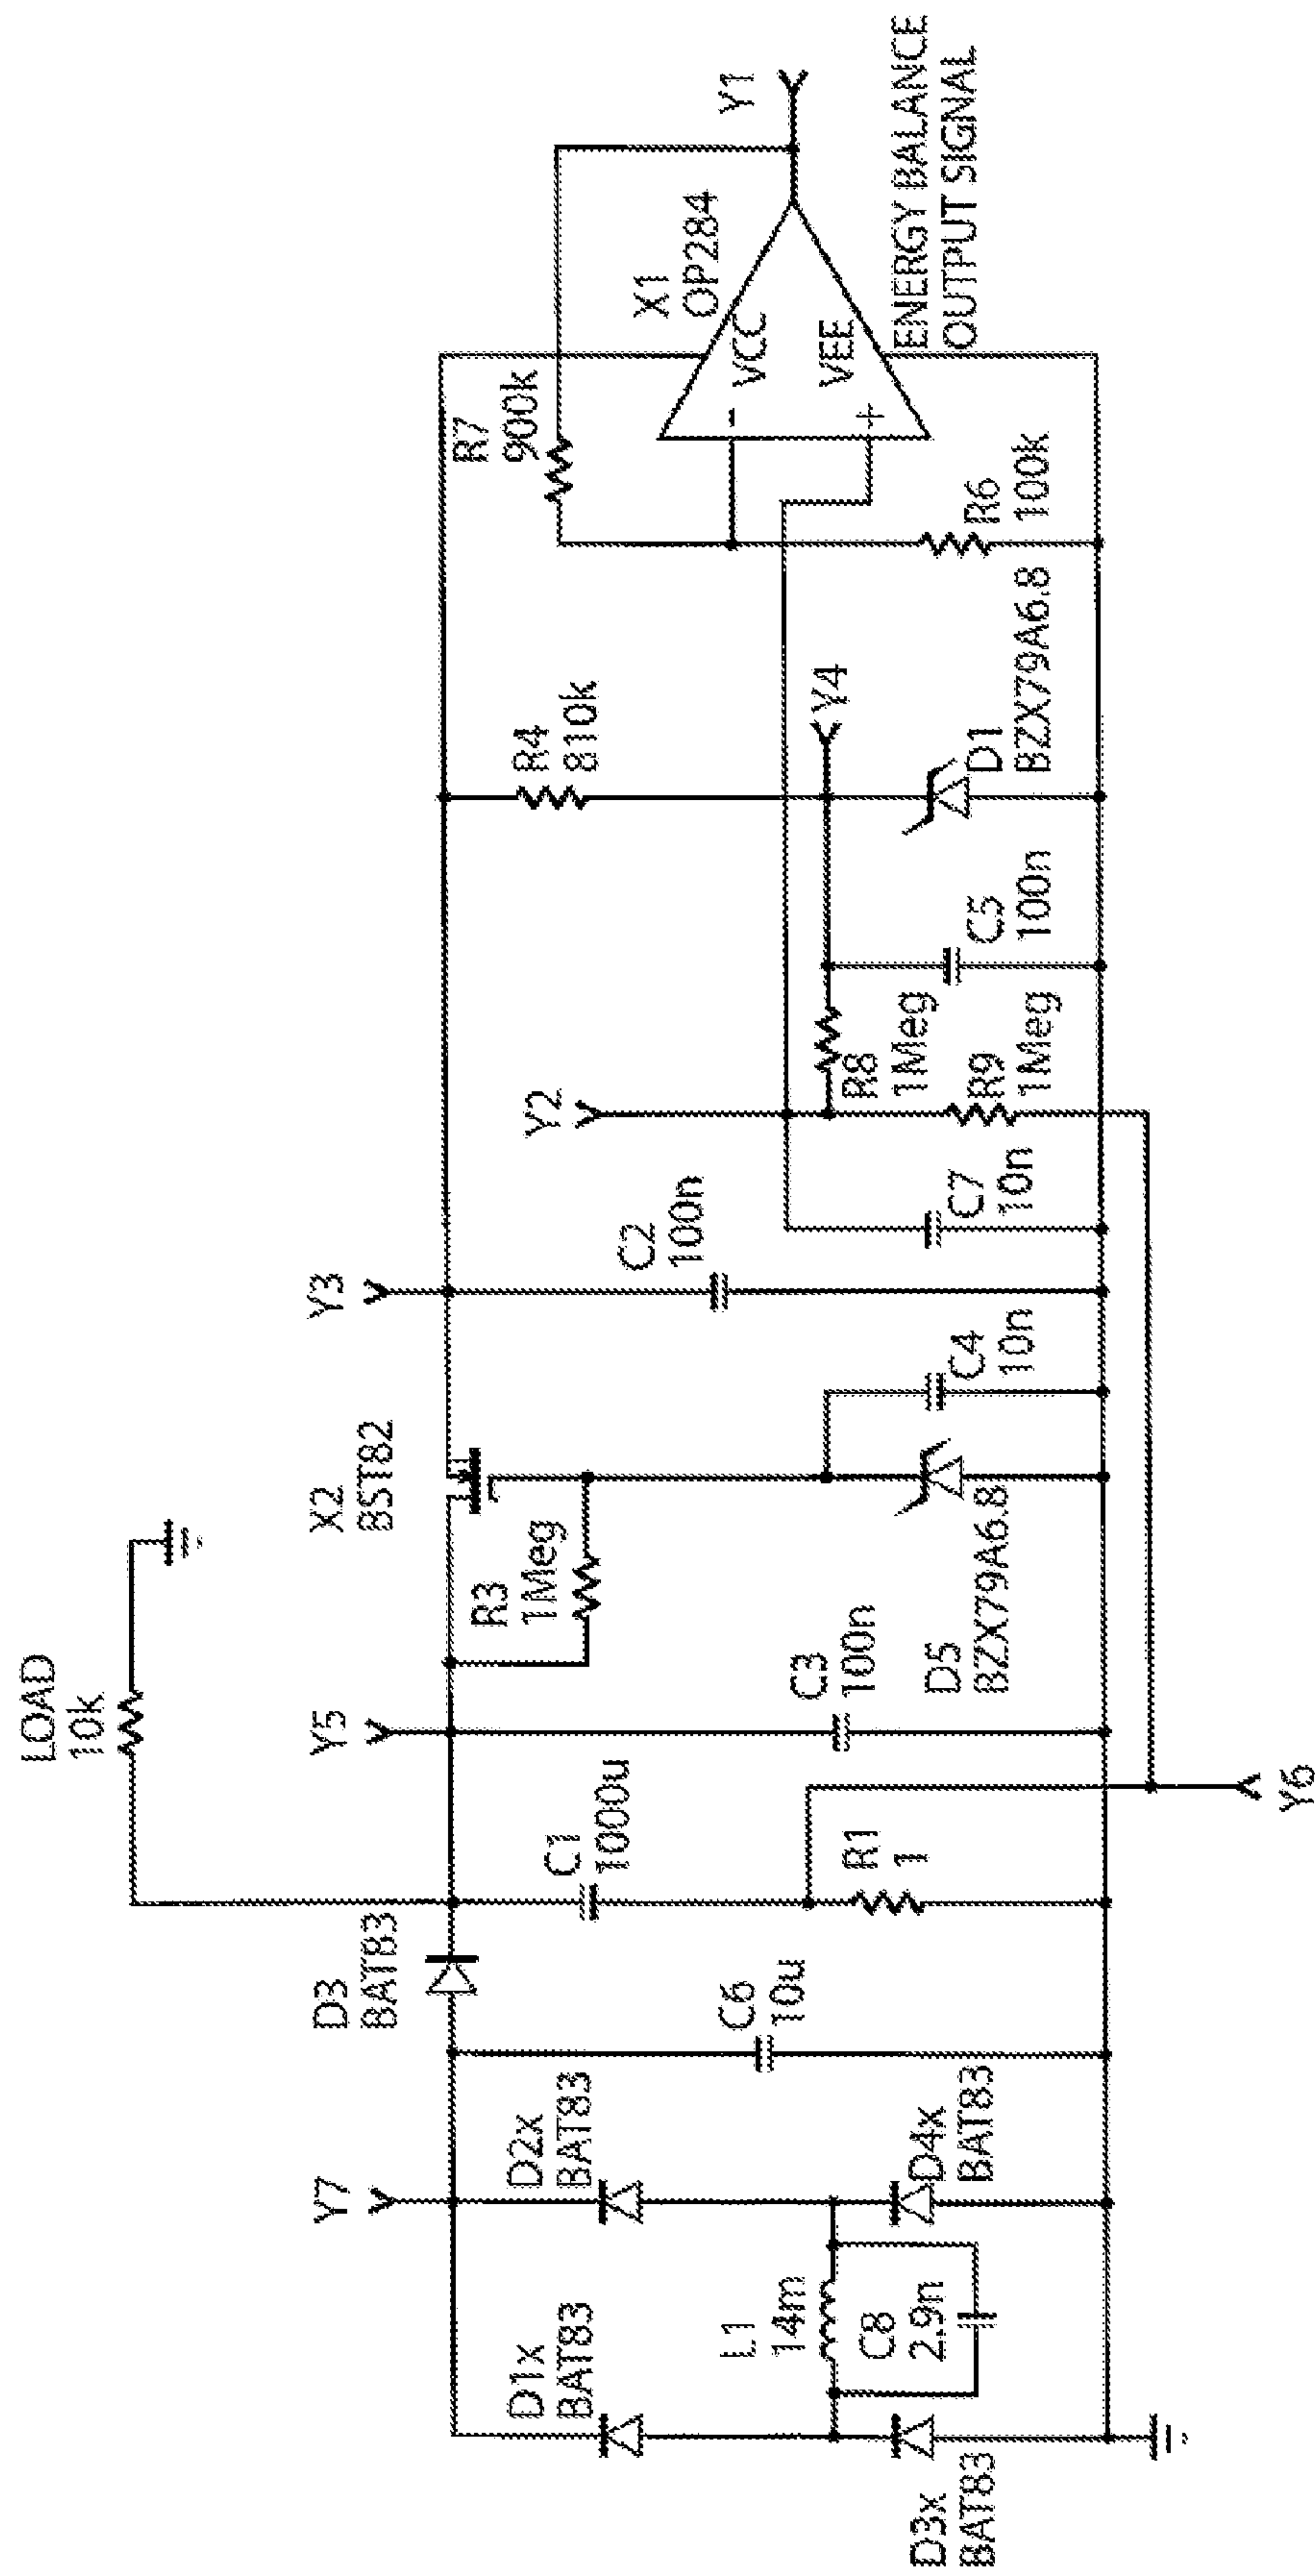 LOAD
10k
Y7
D3
BAT83
Y5
X2
BST82
Y3
D1x
BAT83
D2x
BAT83
C1
1000u
R3
1Meg
Y2
R4
810k
R7
900k
L1
14m
C6
10u
C2
100n
X1
OP284
VCC
-
Y1
C8
2.9n
R1
1
C3
100n
R8
1Meg
Y4
VEE
+
D3x
BAT83
D4x
BAT83
D5
BZX79A6.8
C4
10n
C7
10n
R9
1Meg
C5
100n
D1
BZX79A6.8
R6
100k
ENERGY BALANCE
OUTPUT SIGNAL
Y6